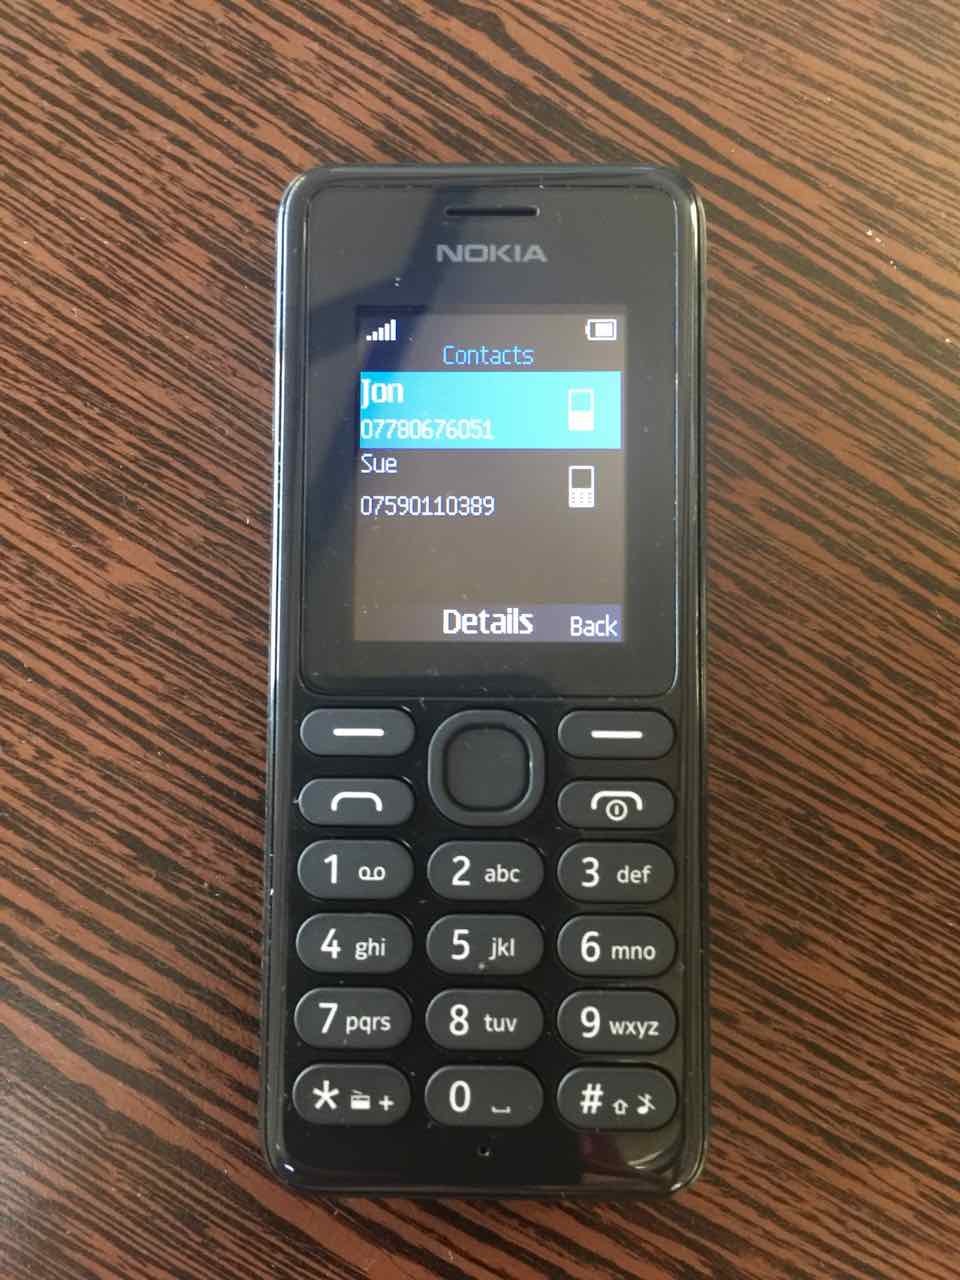 NOKIA
Contacts
Jon
07780676051
Sue
07590110389
Details Back
1
2 abc
3 def
4 ghi
5 jkl
6 mno
7 pqrs
8 tuv
9 wxyz
* +
0
#